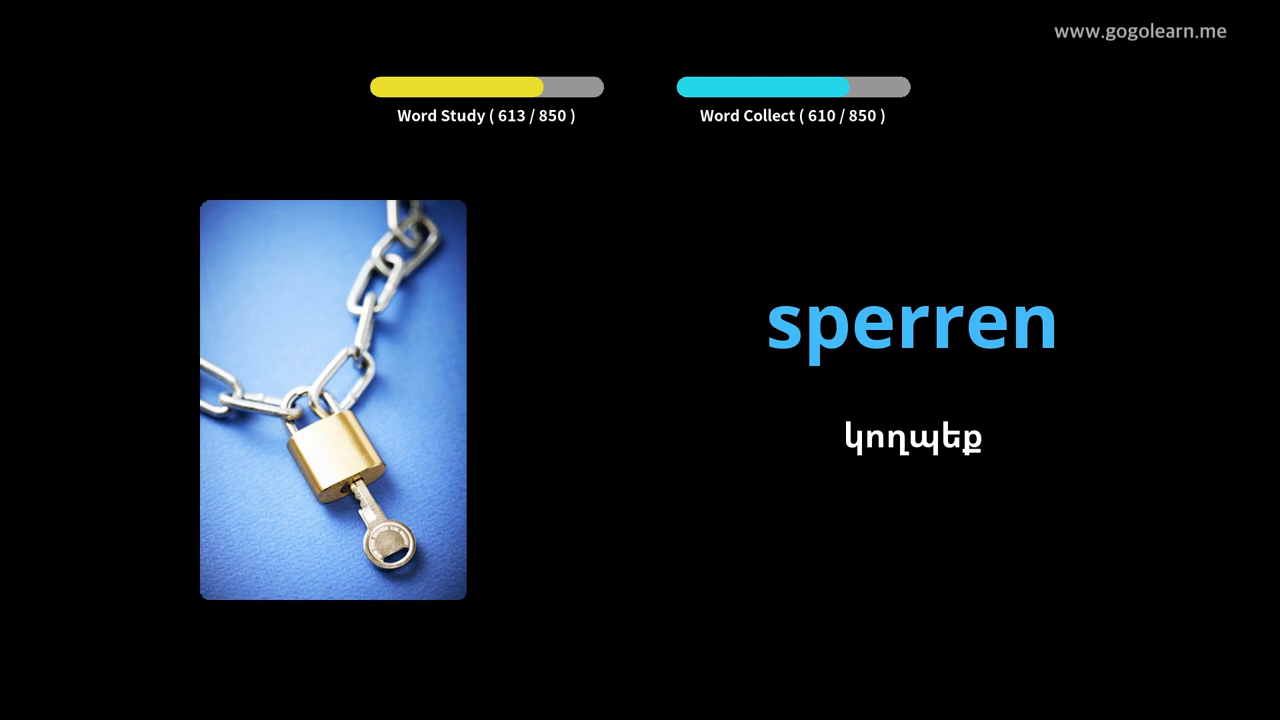 www.gogolearn.me
Word Study ( 613 / 850 )
Word Collect ( 610 / 850 )
sperren
կողպեք